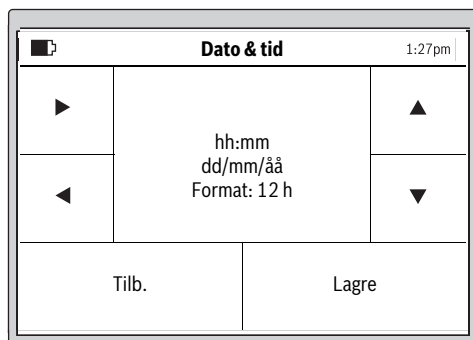 Dato & tid
1:27pm
hh:mm
dd/mm/åå
Format: 12 h
Tilb.
Lagre